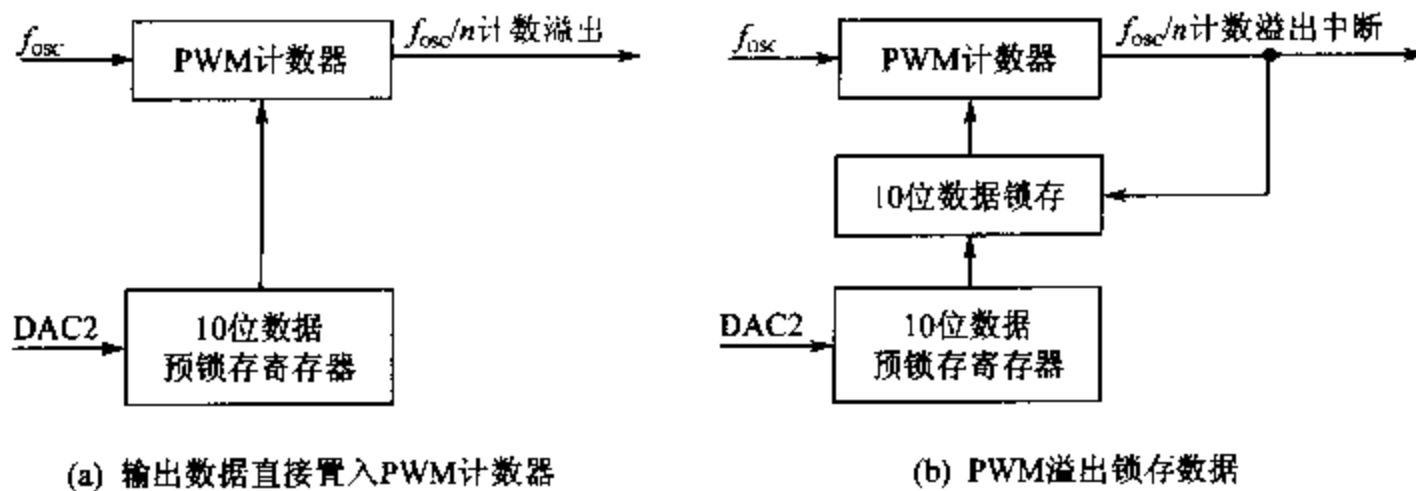 fosc
PWM计数器
fosc/n计数溢出
DAC2
10位数据
预锁存寄存器
(a) 输出数据直接置入PWM计数器
fosc
PWM计数器
fosc/n计数溢出中断
10位数据锁存
DAC2
10位数据
预锁存寄存器
(b) PWM溢出锁存数据